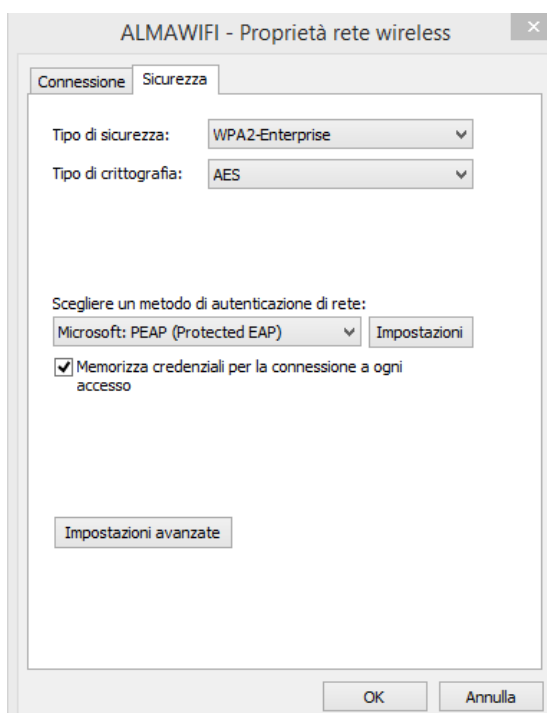 ALMAWIFI - Proprietà rete wireless
Connessione Sicurezza
Tipo di sicurezza: WPA2-Enterprise
Tipo di crittografia: AES
Scegliere un metodo di autenticazione di rete:
Microsoft: PEAP (Protected EAP) Impostazioni
Memorizza credenziali per la connessione a ogni
accesso
Impostazioni avanzate
OK Annulla